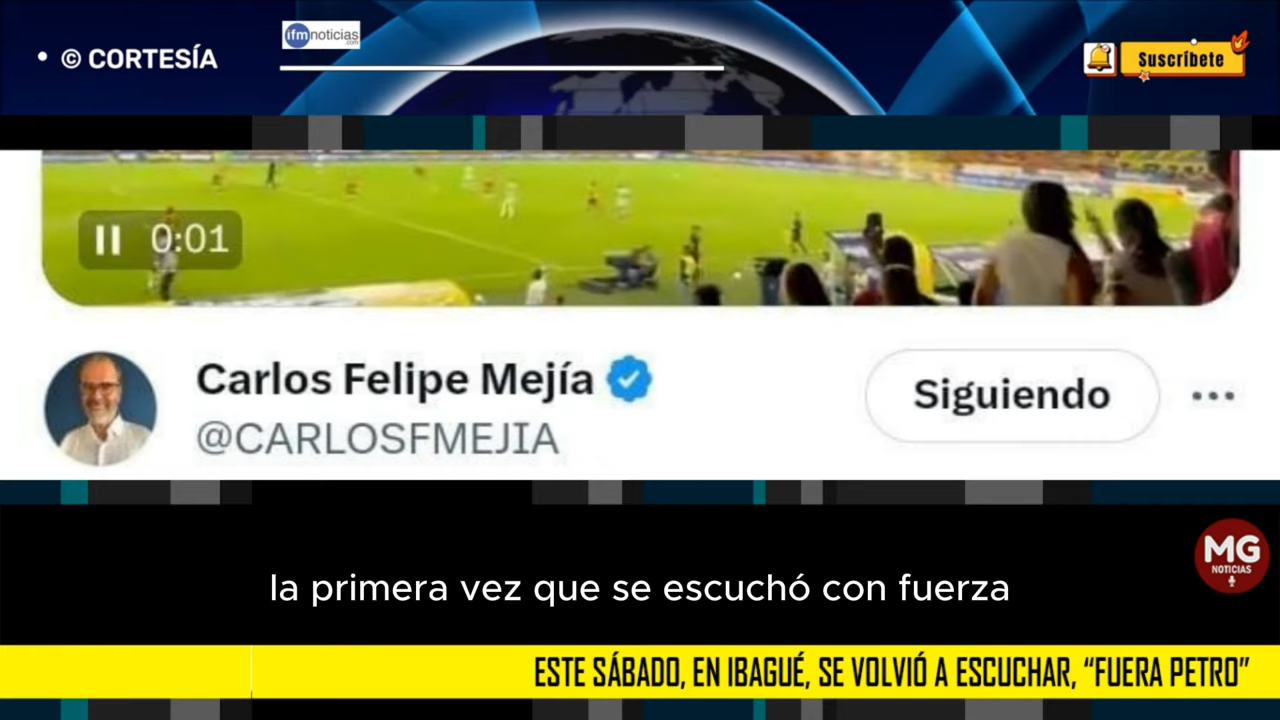 • © CORTESÍA
ifmnoticias
.com
Suscríbete
0:01
Carlos Felipe Mejía
@CARLOSFMEJIA
Siguiendo
MG
NOTICIAS
la primera vez que se escuchó con fuerza
ESTE SÁBADO, EN IBAGUÉ, SE VOLVIÓ A ESCUCHAR, “FUERA PETRO”